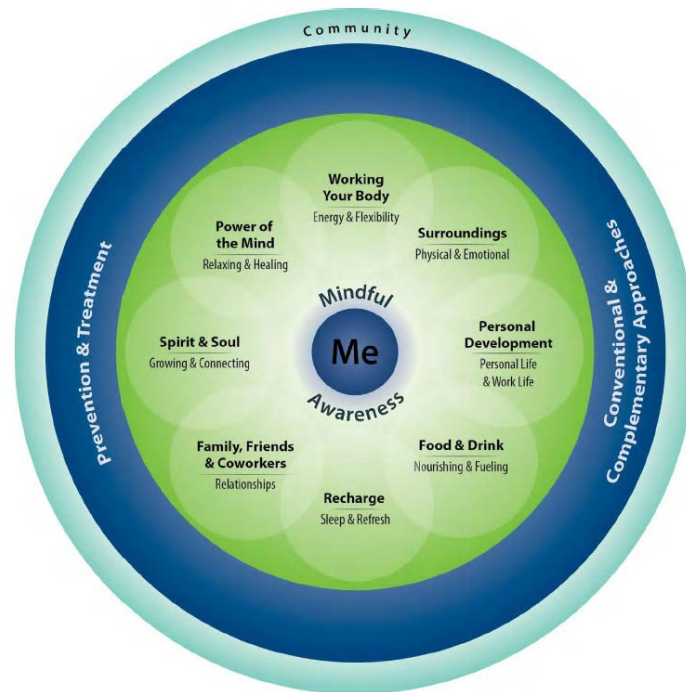 Community
Prevention & Treatment
Conventional &
Complementary Approaches
Working
Your Body
Energy & Flexibility
Surroundings
Physical & Emotional
Personal
Development
Personal Life
& Work Life
Food & Drink
Nourishing & Fueling
Recharge
Sleep & Refresh
Family, Friends
& Coworkers
Relationships
Spirit & Soul
Growing & Connecting
Power of
the Mind
Relaxing & Healing
Mindful
Me
Awareness